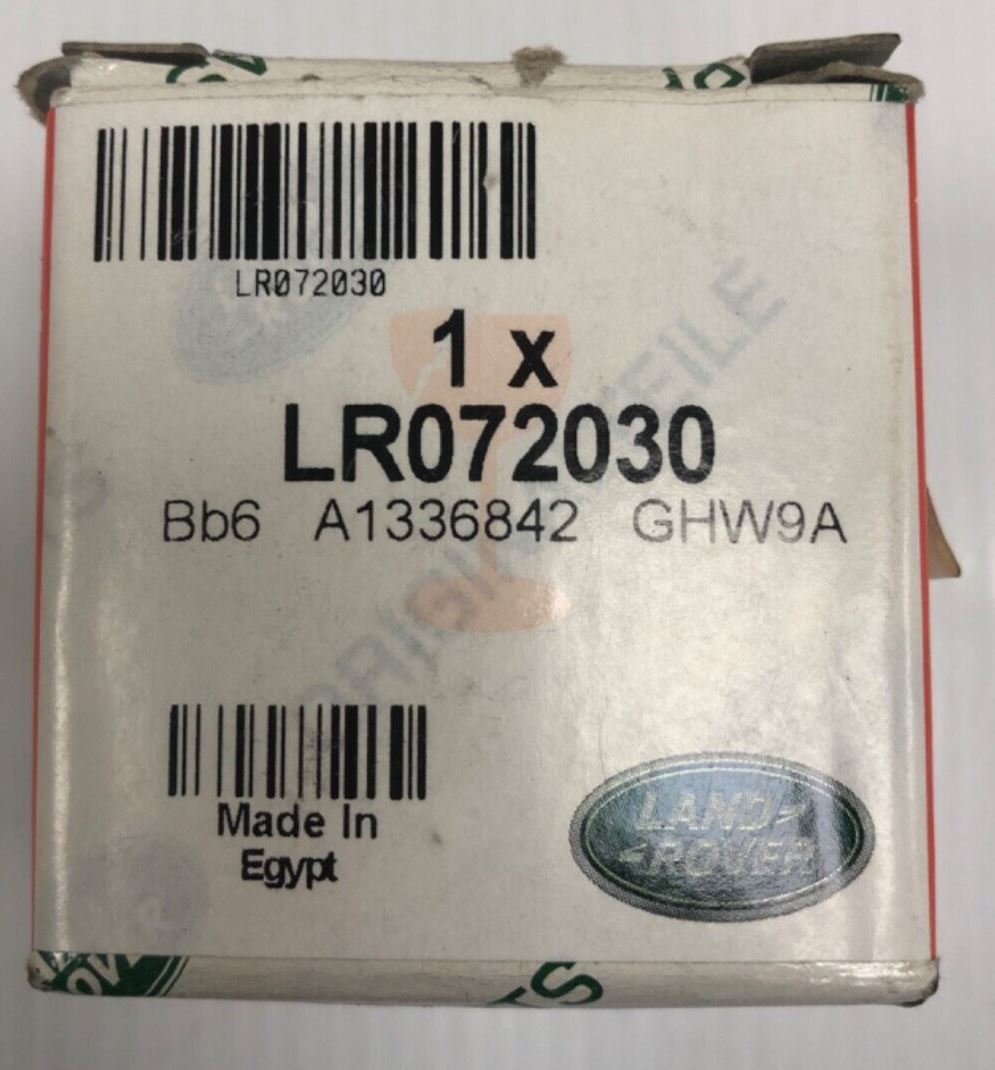 LR072030
1 x
LR072030
Bb6 A1336842 GHW9A
Made In
Egypt
LAND
ROVER